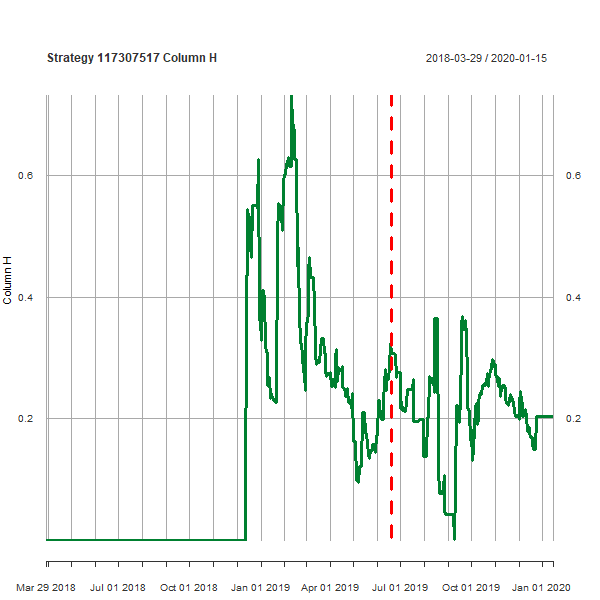 Strategy 117307517 Column H
2018-03-29 / 2020-01-15
Column H
0.6
0.6
0.4
0.4
0.2
0.2
Mar 29 2018
Jul 01 2018
Oct 01 2018
Jan 01 2019
Apr 01 2019
Jul 01 2019
Oct 01 2019
Jan 01 2020